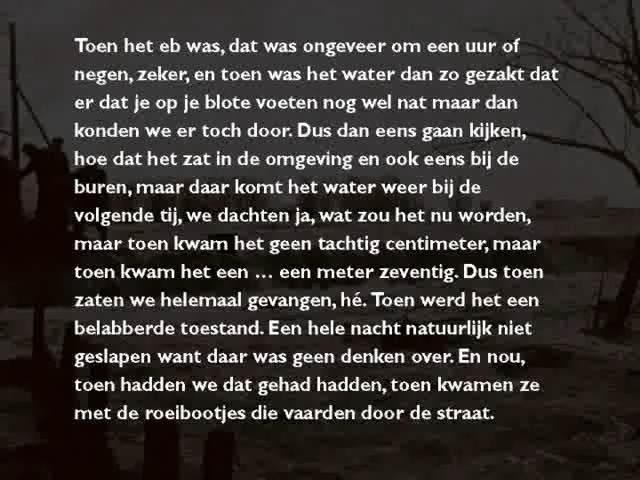 Toen het eb was, dat was ongeveer om een uur of
negen, zeker, en toen was het water dan zo gezakt dat
er dat je op je blote voeten nog wel nat maar dan
konden we er toch door. Dus dan eens gaan kijken,
hoe dat het zat in de omgeving en ook eens bij de
buren, maar daar komt het water weer bij de
volgende tij, we dachten ja, wat zou het nu worden,
maar toen kwam het geen tachtig centimeter, maar
toen kwam het een … een meter zeventig. Dus toen
zaten we helemaal gevangen, hé. Toen werd het een
belabberde toestand. Een hele nacht natuurlijk niet
geslapen want daar was geen denken over. En nou,
toen hadden we dat gehad hadden, toen kwamen ze
met de roeibootjes die vaarden door de straat.